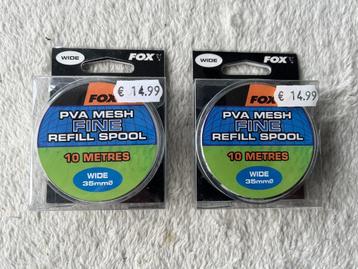 WIDE
FOX
€ 14.99
FOX
PVA MESH
FINE
REFILL SPOOL
10 METRES
WIDE
35mmØ
WIDE
FOX
€ 14.99
FOX
PVA MESH
FINE
REFILL SPOOL
10 METRES
WIDE
35mmØ